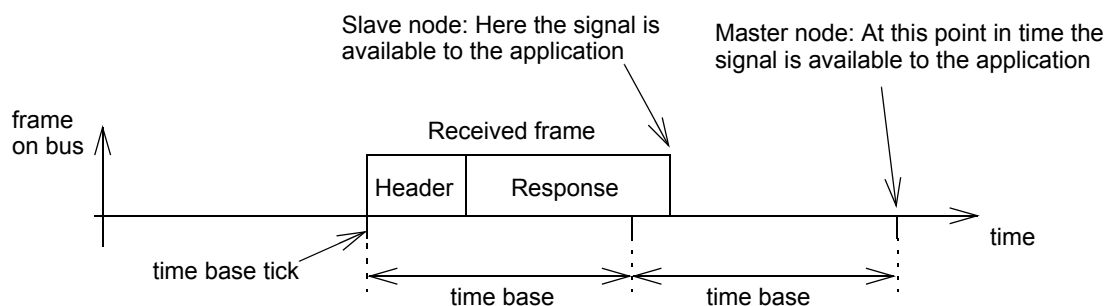 Slave node: Here the signal is
available to the application
Master node: At this point in time the
signal is available to the application
frame
on bus
Received frame
Header
Response
time
time base tick
time base
time base